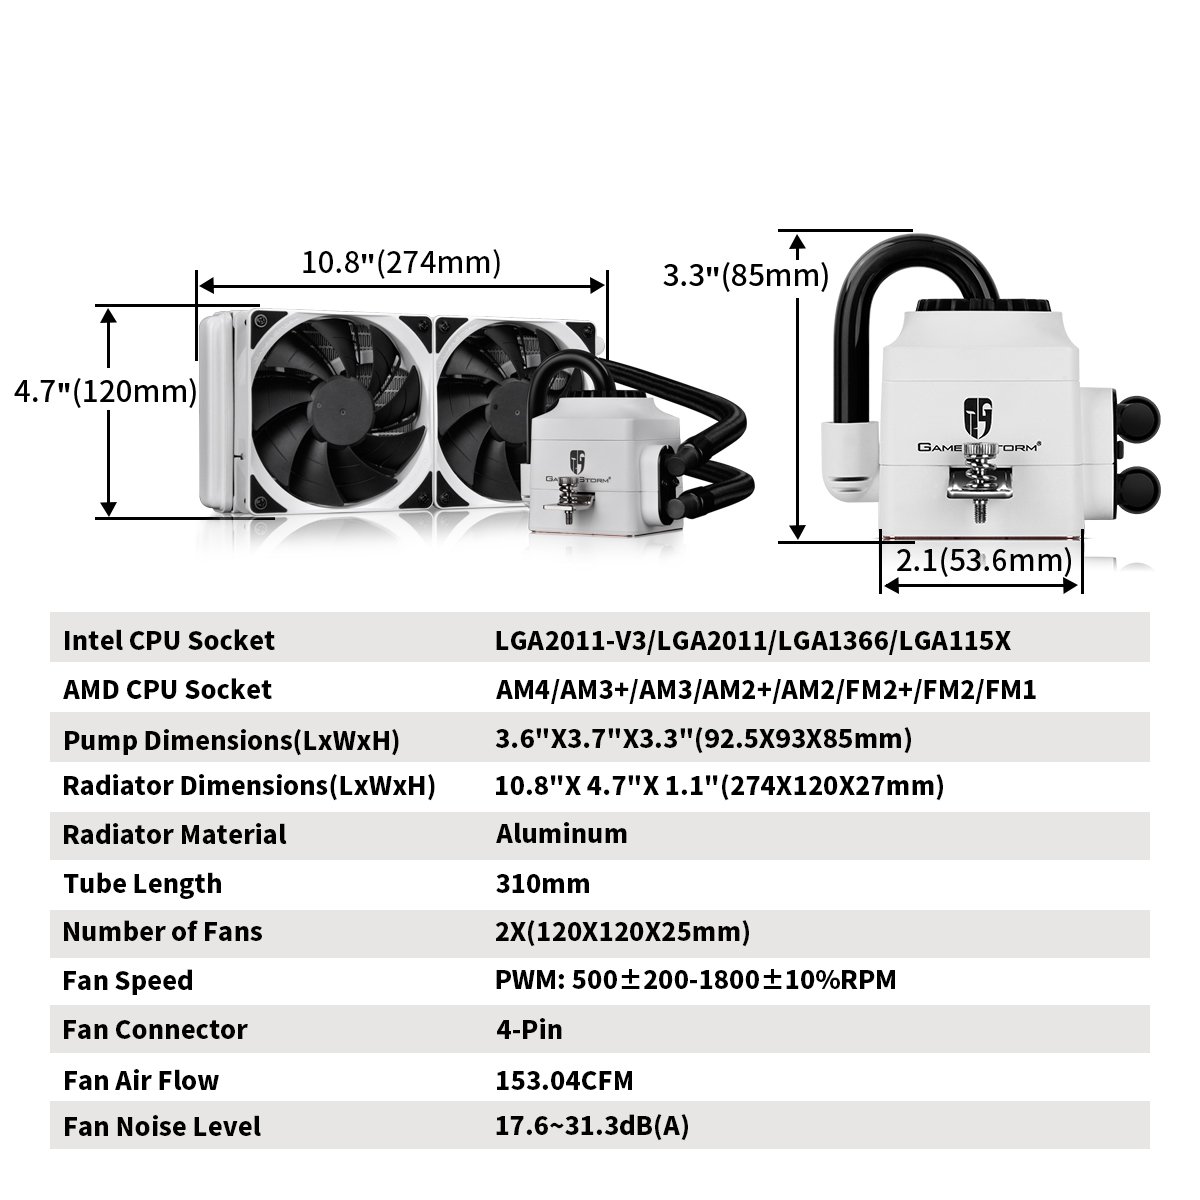 10.8"(274mm)
3.3"(85mm)
4.7"(120mm)
GAMERSTORM®
GAMERSTORM®
2.1(53.6mm)
Intel CPU Socket LGA2011-V3/LGA2011/LGA1366/LGA115X
AMD CPU Socket AM4/AM3+/AM3/AM2+/AM2/FM2+/FM2/FM1
Pump Dimensions(LxWxH) 3.6"X3.7"X3.3"(92.5X93X85mm)
Radiator Dimensions(LxWxH) 10.8"X 4.7"X 1.1"(274X120X27mm)
Radiator Material Aluminum
Tube Length 310mm
Number of Fans 2X(120X120X25mm)
Fan Speed PWM: 500±200-1800±10%RPM
Fan Connector 4-Pin
Fan Air Flow 153.04CFM
Fan Noise Level 17.6~31.3dB(A)